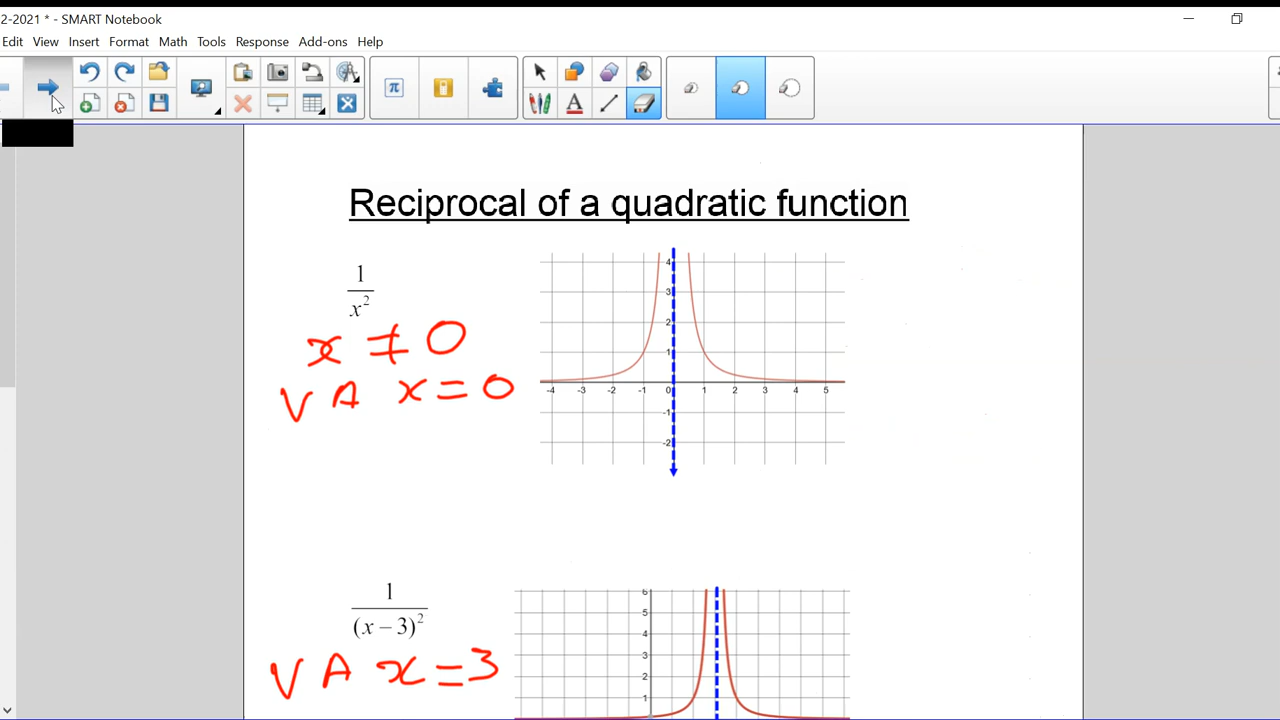 2-2021 * - SMART Notebook
Edit View Insert Format Math Tools Response Add-ons Help
π
A
Reciprocal of a quadratic function
1
x²
x ≠ 0
VA x = 0
4
3
2
1
-4 -3 -2 -1 0 1 2 3 4 5
-1
-2
1
(x – 3)²
VA x = 3
6
5
4
3
2
1